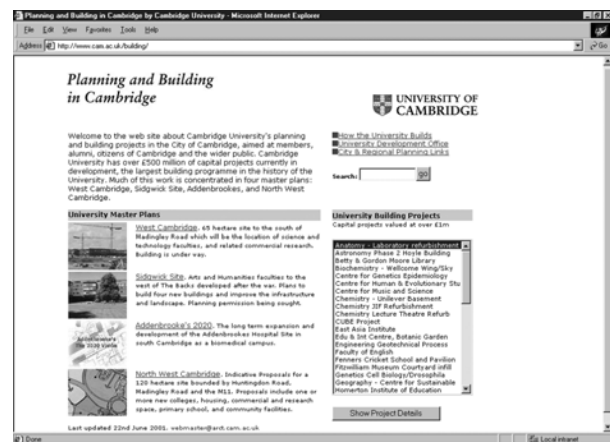 Planning and Building in Cambridge by Cambridge University - Microsoft Internet Explorer
File Edit View Favorites Tools Help
Address http://www.cam.ac.uk/building/
Go
Planning and Building
in Cambridge
UNIVERSITY OF
CAMBRIDGE
Welcome to the web site about Cambridge University's planning
and building projects in the City of Cambridge, aimed at members,
alumni, citizens of Cambridge and the wider public. Cambridge
University has over £500 million of capital projects currently in
development, the largest building programme in the history of the
University. Much of this work is concentrated in four master plans:
West Cambridge, Sidgwick Site, Addenbrookes, and North West
Cambridge.
How the University Builds
University Development Office
City & Regional Planning Links
Search:
go
University Master Plans
West Cambridge. 65 hectare site to the south of
Madingley Road which will be the location of science and
technology faculties, and related commercial research.
Building is under way.
Sidgwick Site. Arts and Humanities faculties to the
west of The Backs developed after the war. Plans to
build four new buildings and improve the infrastructure
and landscape. Planning permission being sought.
Addenbrooke's 2020. The long term expansion and
development of the Addenbrookes Hospital Site in
south Cambridge as a biomedical campus.
North West Cambridge. Indicative Proposals for a
120 hectare site bounded by Huntingdon Road,
Madingley Road and the M11. Proposals include one or
more new colleges, housing, commercial and research
space, primary school, and community facilities.
Last updated 22nd June 2001. webmaster@arct.cam.ac.uk
University Building Projects
Capital projects valued at over £1m
Anatomy - Laboratory refurbishment
Astronomy Phase 2 Hoyle Building
Betty & Gordon Moore Library
Biochemistry - Wellcome Wing/Sky
Centre for Genetics Epidemiology
Centre for Human & Evolutionary Stu
Centre for Music and Science
Chemistry - Unilever Basement
Chemistry JIF Refurbishment
Chemistry Lecture Theatre Refurb
CUBE Project
East Asia Institute
Edu & Int Centre, Botanic Garden
Engineering Geotechnical Process
Faculty of English
Fenners Cricket School and Pavilion
Fitzwilliam Museum Courtyard infill
Genetics Cell Biology/Drosophila
Geography - Centre for Sustainable
Homerton Institute of Education
Show Project Details
Done
Local intranet